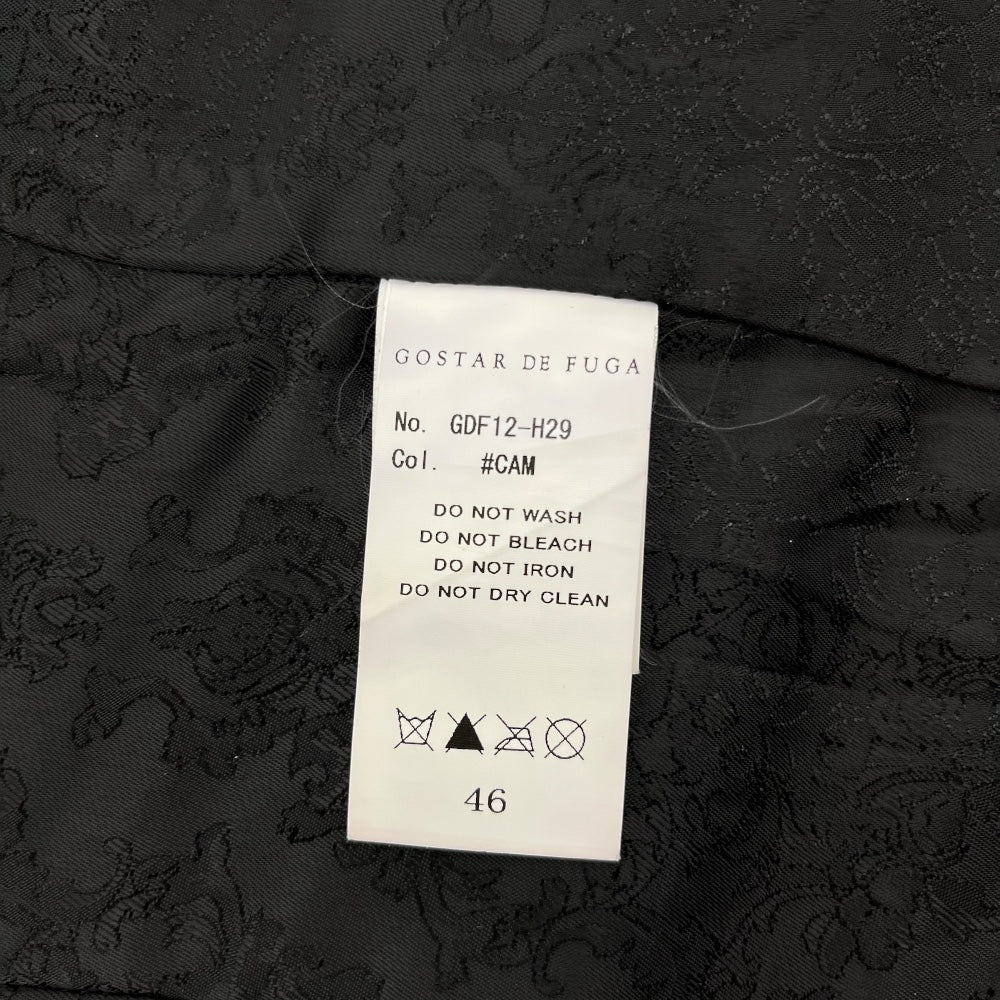 GOSTAR DE FUGA
No. GDF12-H29
Col. #CAM
DO NOT WASH
DO NOT BLEACH
DO NOT IRON
DO NOT DRY CLEAN
46